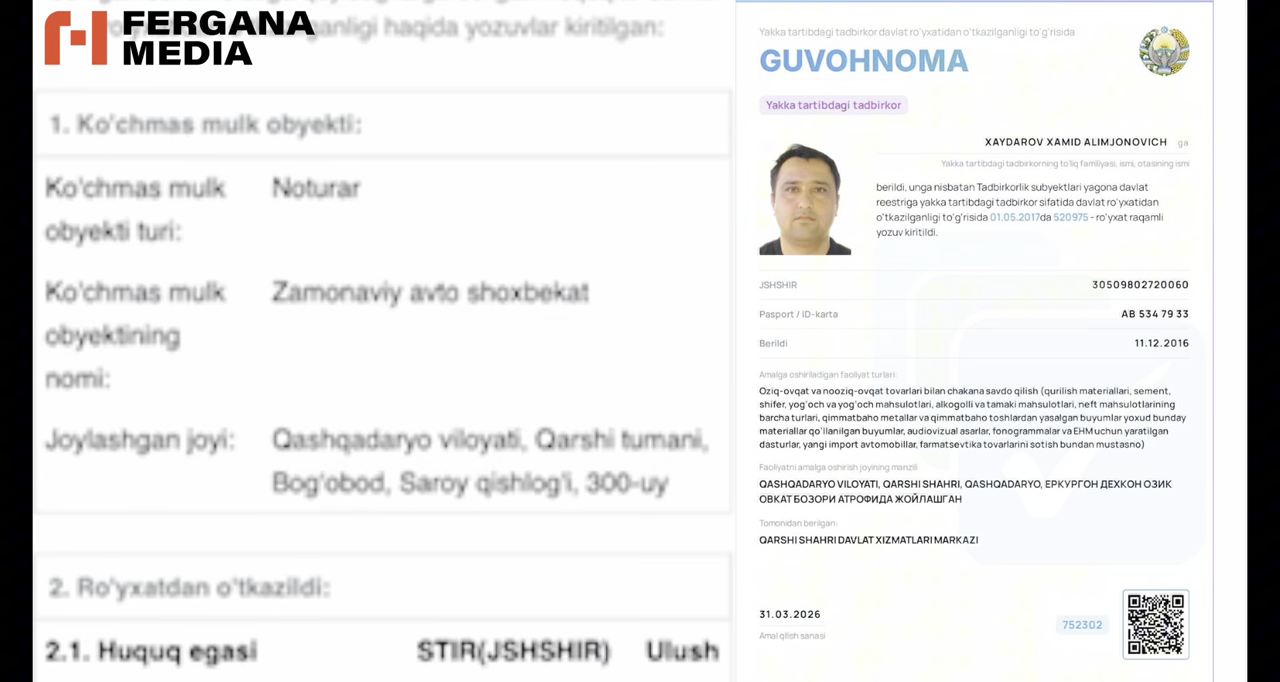 FERGANA
MEDIA
anligi haqida yozuvlar kiritilgan:
1. Ko'chmas mulk obyekti:
Ko'chmas mulk obyekti turi:
Noturar
Ko'chmas mulk obyektining nomi:
Zamonaviy avto shoxbekat
Joylashgan joyi:
Qashqadaryo viloyati, Qarshi tumani,
Bog'obod, Saroy qishlog'i, 300-uy
2. Ro'yxatdan o'tkazildi:
2.1. Huquq egasi STIR(JSHSHIR) Ulush
Yakka tartibdagi tadbirkor davlat ro'yxatidan o'tkazilganligi to'g'risida
GUVOHNOMA
Yakka tartibdagi tadbirkor
XAYDAROV XAMID ALIMJONOVICH ga
Yakka tartibdagi tadbirkorning to'liq familiyasi, ismi, otasining ismi
berildi, unga nisbatan Tadbirkorlik subyektlari yagona davlat
reestriga yakka tartibdagi tadbirkor sifatida davlat ro'yxatidan
o'tkazilganligi to'g'risida 01.05.2017da 520975 - ro'yxat raqamli
yozuv kiritildi.
JSHSHIR 30509802720060
Pasport / ID-karta AB 534 79 33
Berildi 11.12.2016
Amalga oshiriladigan faoliyat turlari:
Oziq-ovqat va nooziq-ovqat tovarlari bilan chakana savdo qilish (qurilish materiallari, sement,
shifer, yog'och va yog'och mahsulotlari, alkogolli va tamaki mahsulotlari, neft mahsulotlarining
barcha turlari, qimmatbaho metallar va qimmatbaho toshlardan yasalgan buyumlar yoxud bunday
materiallar qo'llanilgan buyumlar, audiovizual asarlar, fonogrammalar va EHM uchun yaratilgan
dasturlar, yangi import avtomobillar, farmatsevtika tovarlarini sotish bundan mustasno)
Faoliyatni amalga oshirish joyining manzili
QASHQADARYO VILOYATI, QARSHI SHAHRI, QASHQADARYO, ЕРКУРГОН ДЕХКОН ОЗИК
ОВКАТ БОЗОРИ АТРОФИДА ЖОЙЛАШГАН
Tomonidan berilgan:
QARSHI SHAHRI DAVLAT XIZMATLARI MARKAZI
31.03.2026
Amal qilish sanasi
752302